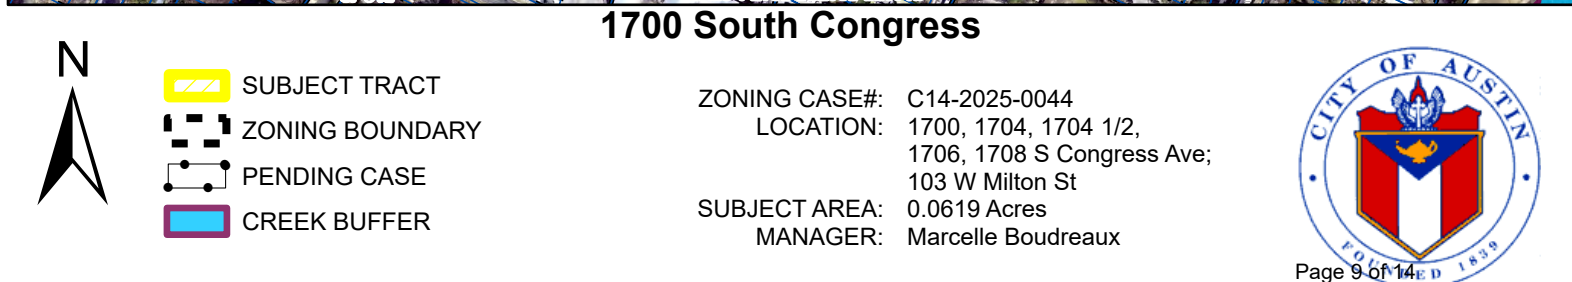 1700 South Congress
N
SUBJECT TRACT
ZONING BOUNDARY
PENDING CASE
CREEK BUFFER
ZONING CASE#: C14-2025-0044
LOCATION: 1700, 1704, 1704 1/2,
1706, 1708 S Congress Ave;
103 W Milton St
SUBJECT AREA: 0.0619 Acres
MANAGER: Marcelle Boudreaux
CITY OF AUSTIN
FOUNDED 1839
Page 9 of 14